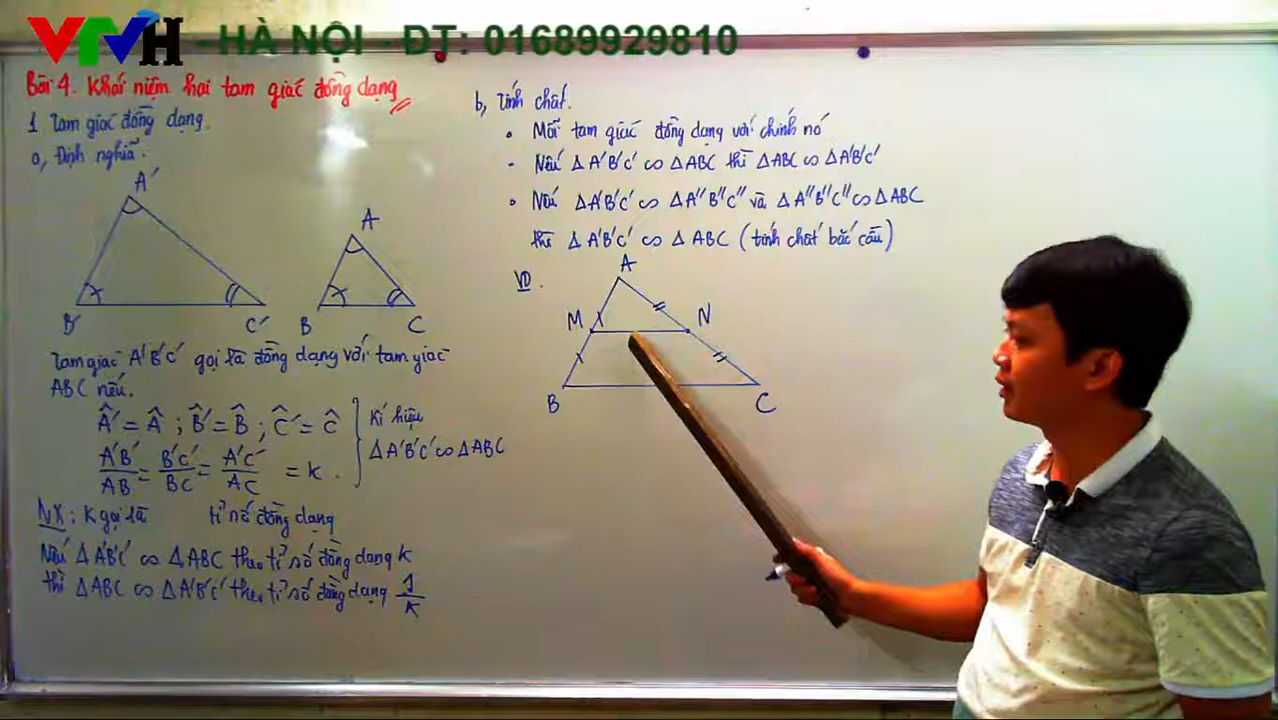 VTVH - HÀ NỘI - ĐT: 01689929810
Bài 4. Khái niệm hai tam giác đồng dạng
1 Tam giác đồng dạng.
a, Định nghĩa.
A'
B'
C'
A
B
C
Tam giác A'B'C' gọi là đồng dạng với tam giác
ABC nếu.
Â' = Â ; B̂' = B̂ ; Ĉ' = Ĉ
A'B'/AB = B'C'/BC = A'C'/AC = k .
Kí hiệu
ΔA'B'C' ∽ ΔABC
NX: K gọi là tỉ số đồng dạng
Nếu ΔA'B'C' ∽ ΔABC theo tỉ số đồng dạng k
thì ΔABC ∽ ΔA'B'C' theo tỉ số đồng dạng 1/k
b, Tính chất.
• Mỗi tam giác đồng dạng với chính nó
- Nếu ΔA'B'C' ∽ ΔABC thì ΔABC ∽ ΔA'B'C'
• Nếu ΔA'B'C' ∽ ΔA"B"C" và ΔA"B"C" ∽ ΔABC
thì ΔA'B'C' ∽ ΔABC (tính chất bắc cầu)
VD.
A
M
N
B
C